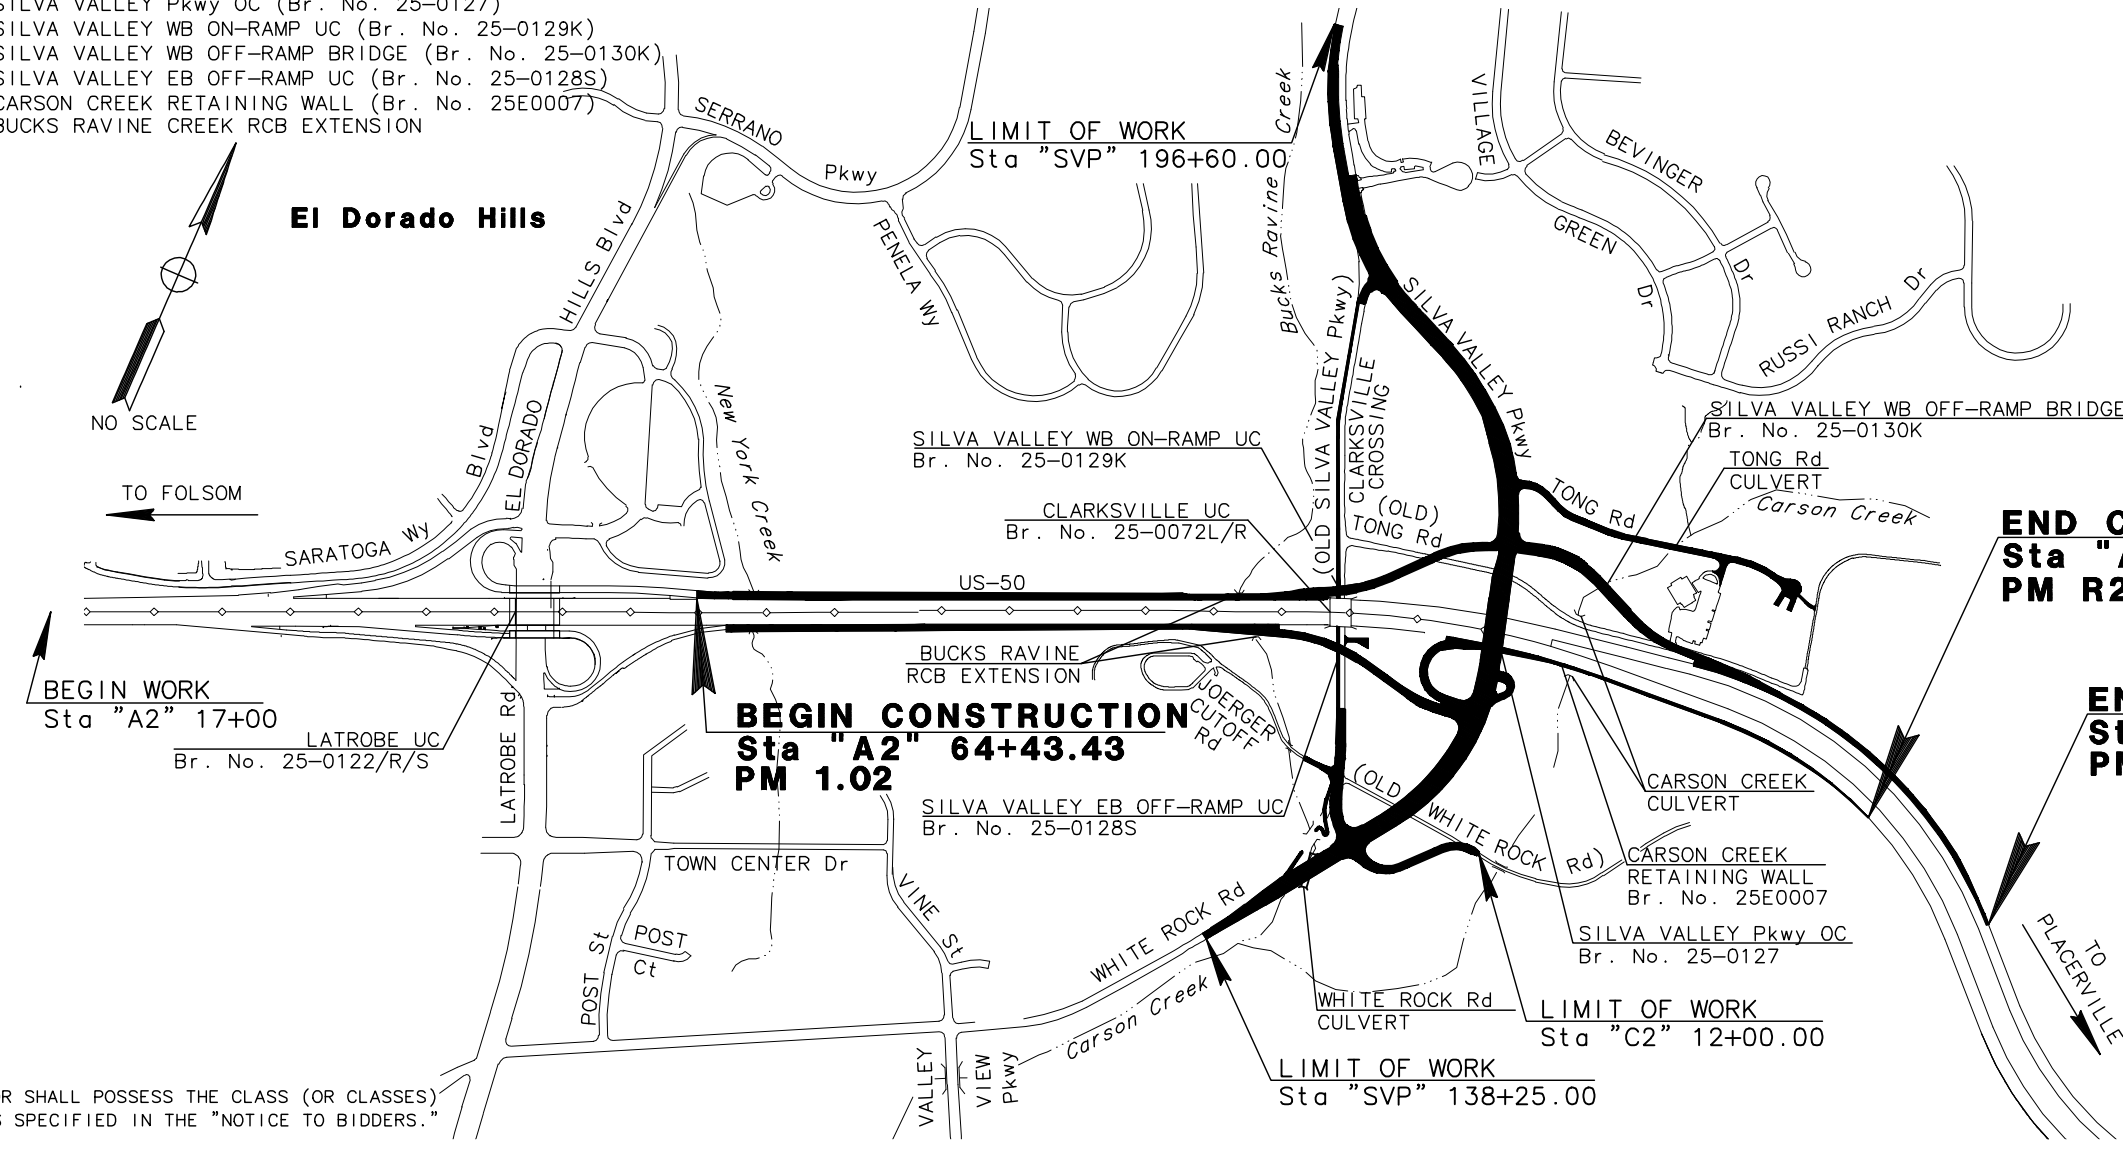 SILVA VALLEY Pkwy OC (Br. No. 25-0127)
SILVA VALLEY WB ON-RAMP UC (Br. No. 25-0129K)
SILVA VALLEY WB OFF-RAMP BRIDGE (Br. No. 25-0130K)
SILVA VALLEY EB OFF-RAMP UC (Br. No. 25-0128S)
CARSON CREEK RETAINING WALL (Br. No. 25E0007)
BUCKS RAVINE CREEK RCB EXTENSION
El Dorado Hills
NO SCALE
TO FOLSOM
SERRANO
Pkwy
HILLS Blvd
PENELA Wy
LIMIT OF WORK
Sta "SVP" 196+60.00
Bucks Ravine Creek
Bucks Ravine Creek
VILLAGE
BEVINGER
Dr
GREEN
Dr
RUSSI RANCH Dr
SILVA VALLEY Pkwy
(OLD SILVA VALLEY Pkwy)
CLARKSVILLE
CROSSING
New York Creek
EL DORADO
Blvd
SARATOGA Wy
SILVA VALLEY WB ON-RAMP UC
Br. No. 25-0129K
CLARKSVILLE UC
Br. No. 25-0072L/R
(OLD)
TONG Rd
TONG Rd
SILVA VALLEY WB OFF-RAMP BRIDGE
Br. No. 25-0130K
TONG Rd
CULVERT
Carson Creek
END C
Sta "A
PM R2
US-50
BEGIN WORK
Sta "A2" 17+00
LATROBE UC
Br. No. 25-0122/R/S
LATROBE Rd
BUCKS RAVINE
RCB EXTENSION
BEGIN CONSTRUCTION
Sta "A2" 64+43.43
PM 1.02
JOERGER
CUTOFF
Rd
SILVA VALLEY EB OFF-RAMP UC
Br. No. 25-0128S
(OLD WHITE ROCK Rd)
CARSON CREEK
CULVERT
CARSON CREEK
RETAINING WALL
Br. No. 25E0007
SILVA VALLEY Pkwy OC
Br. No. 25-0127
EN
St
PM
TO
PLACERVILLE
TOWN CENTER Dr
VINE St
POST St
POST
Ct
WHITE ROCK Rd
Carson Creek
WHITE ROCK Rd
CULVERT
LIMIT OF WORK
Sta "C2" 12+00.00
LIMIT OF WORK
Sta "SVP" 138+25.00
VALLEY
VIEW
Pkwy
OR SHALL POSSESS THE CLASS (OR CLASSES)
S SPECIFIED IN THE "NOTICE TO BIDDERS."